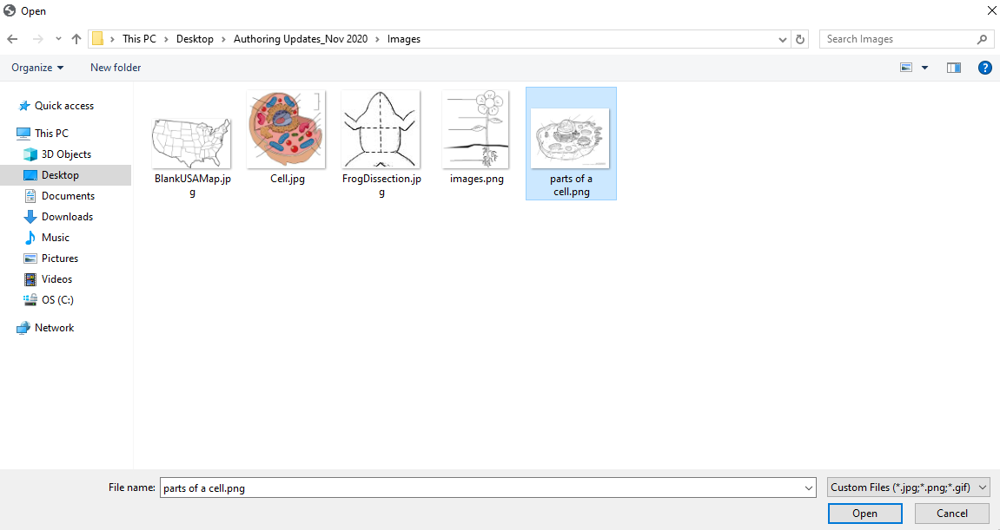 Open
This PC > Desktop > Authoring Updates_Nov 2020 > Images
Search Images
Organize
New folder
?
Quick access
This PC
3D Objects
Desktop
Documents
Downloads
Music
Pictures
Videos
OS (C:)
Network
BlankUSAMap.jp
g
Cell.jpg
FrogDissection.jp
g
images.png
parts of a
cell.png
File name:
parts of a cell.png
Custom Files (*.jpg;*.png;*.gif)
Open
Cancel